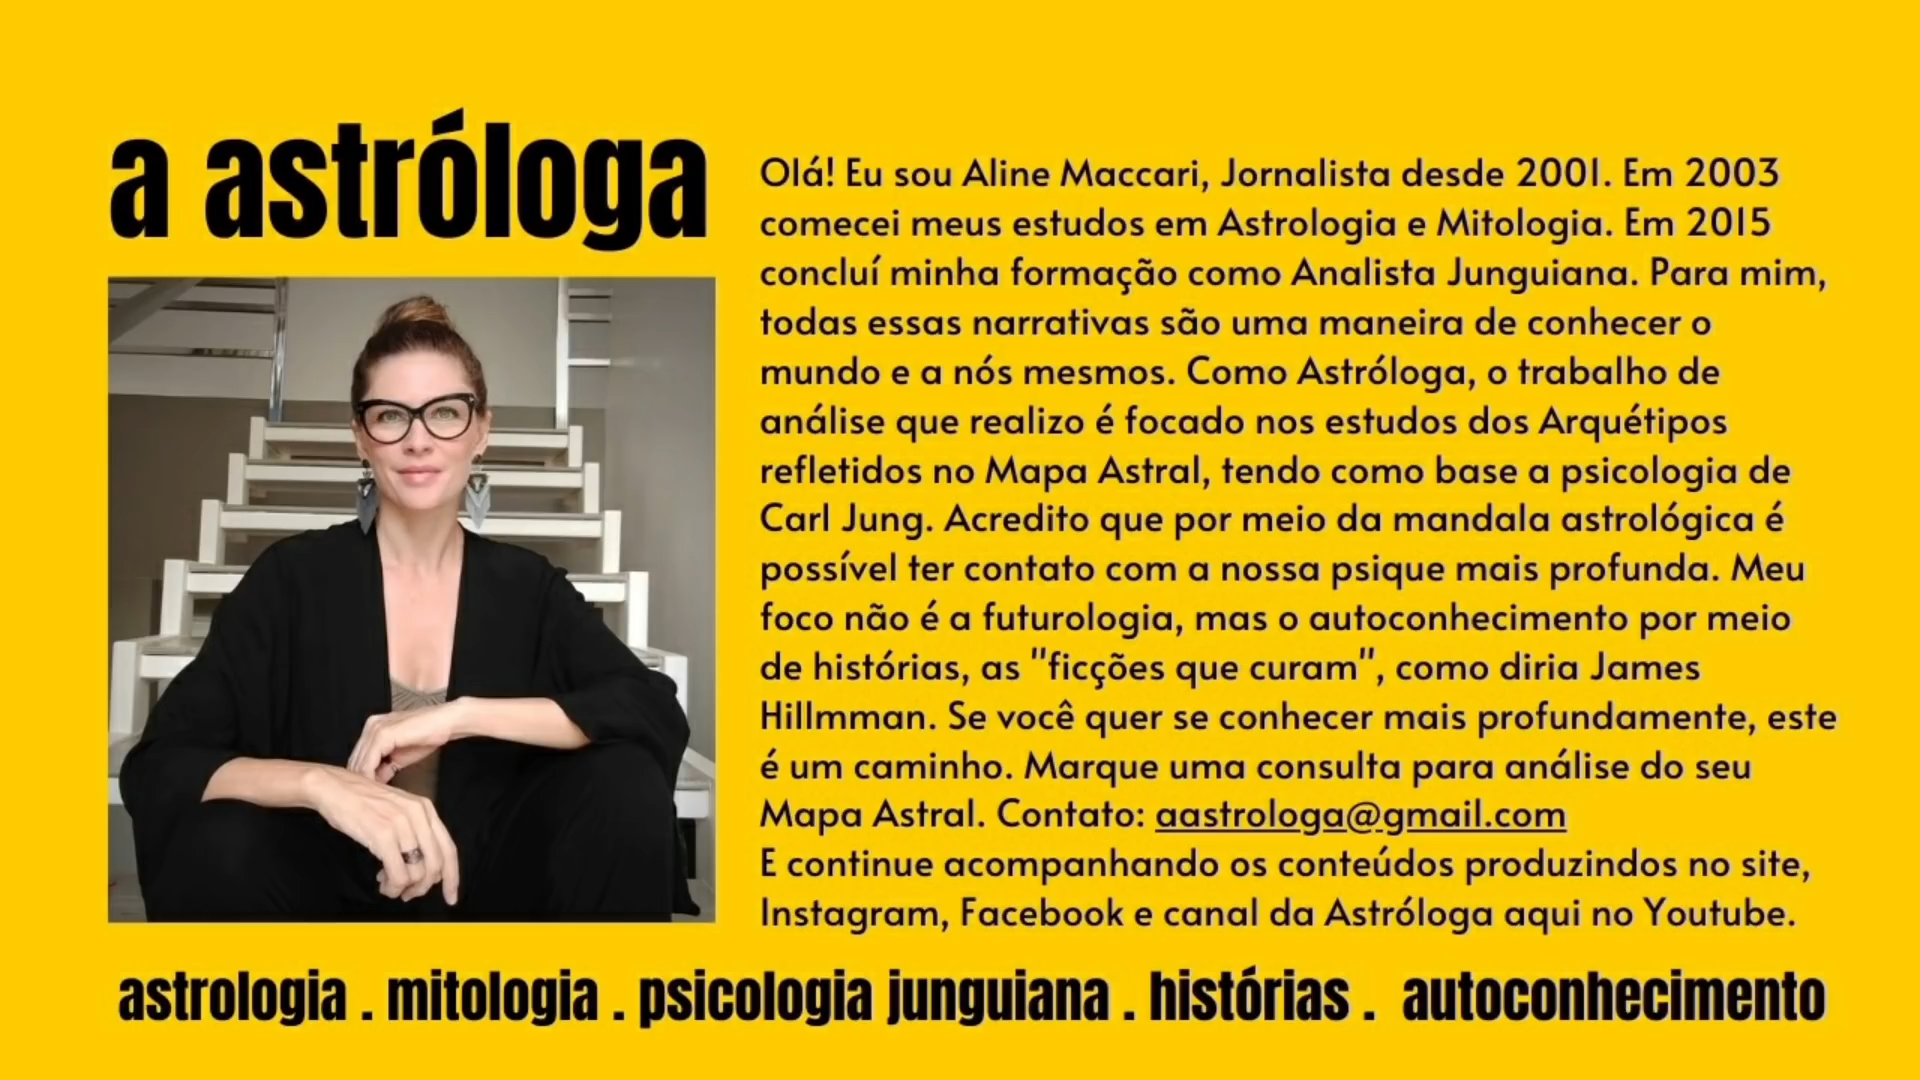 a astróloga
Olá! Eu sou Aline Maccari, Jornalista desde 2001. Em 2003
comecei meus estudos em Astrologia e Mitologia. Em 2015
concluí minha formação como Analista Junguiana. Para mim,
todas essas narrativas são uma maneira de conhecer o
mundo e a nós mesmos. Como Astróloga, o trabalho de
análise que realizo é focado nos estudos dos Arquétipos
refletidos no Mapa Astral, tendo como base a psicologia de
Carl Jung. Acredito que por meio da mandala astrológica é
possível ter contato com a nossa psique mais profunda. Meu
foco não é a futurologia, mas o autoconhecimento por meio
de histórias, as "ficções que curam", como diria James
Hillmman. Se você quer se conhecer mais profundamente, este
é um caminho. Marque uma consulta para análise do seu
Mapa Astral. Contato: aastrologa@gmail.com
E continue acompanhando os conteúdos produzindos no site,
Instagram, Facebook e canal da Astróloga aqui no Youtube.
astrologia . mitologia . psicologia junguiana . histórias . autoconhecimento